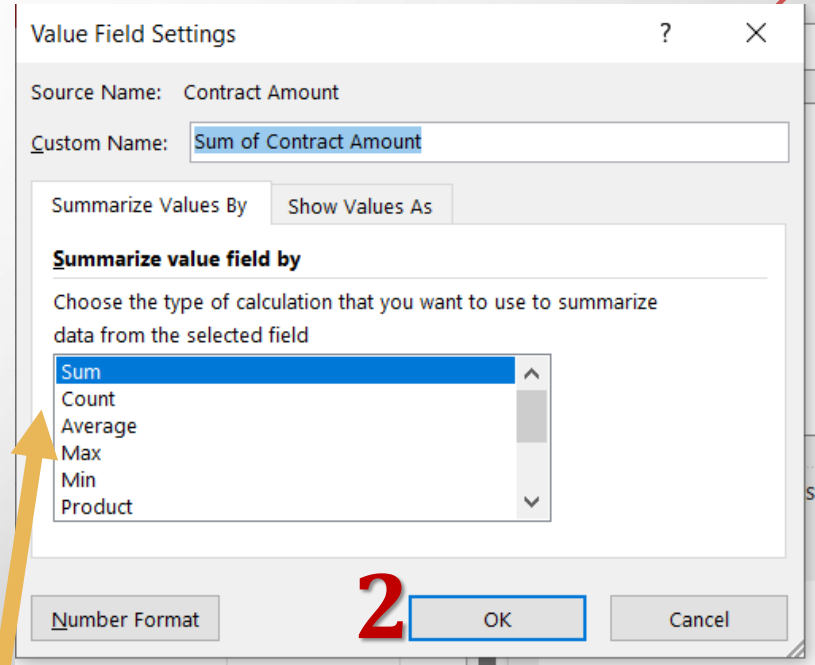 Value Field Settings ? ×
Source Name: Contract Amount
Custom Name: Sum of Contract Amount
Summarize Values By Show Values As
Summarize value field by
Choose the type of calculation that you want to use to summarize
data from the selected field
Sum
Count
Average
Max
Min
Product
s
Number Format 2 OK Cancel